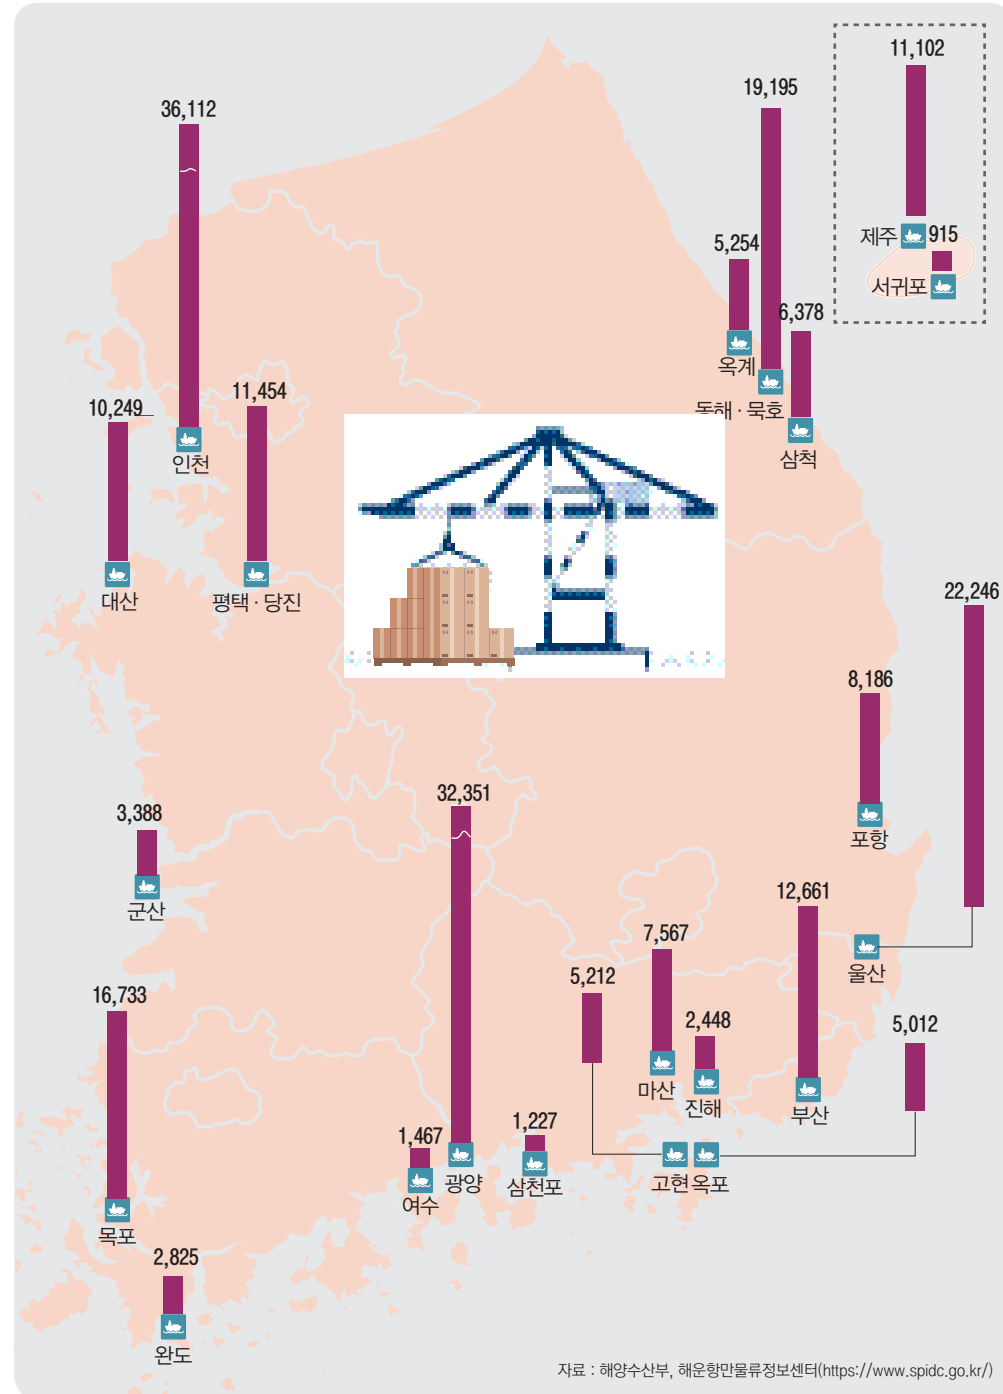 11,102
제주
915
서귀포
19,195
5,254
옥계
동해 · 묵호
6,378
삼척
36,112
인천
11,454
평택 · 당진
10,249
대산
22,246
울산
8,186
포항
32,351
광양
3,388
군산
12,661
부산
7,567
마산
2,448
진해
5,212
고현
5,012
옥포
16,733
목포
1,467
여수
1,227
삼천포
2,825
완도
자료 : 해양수산부, 해운항만물류정보센터(https://www.spidc.go.kr/)